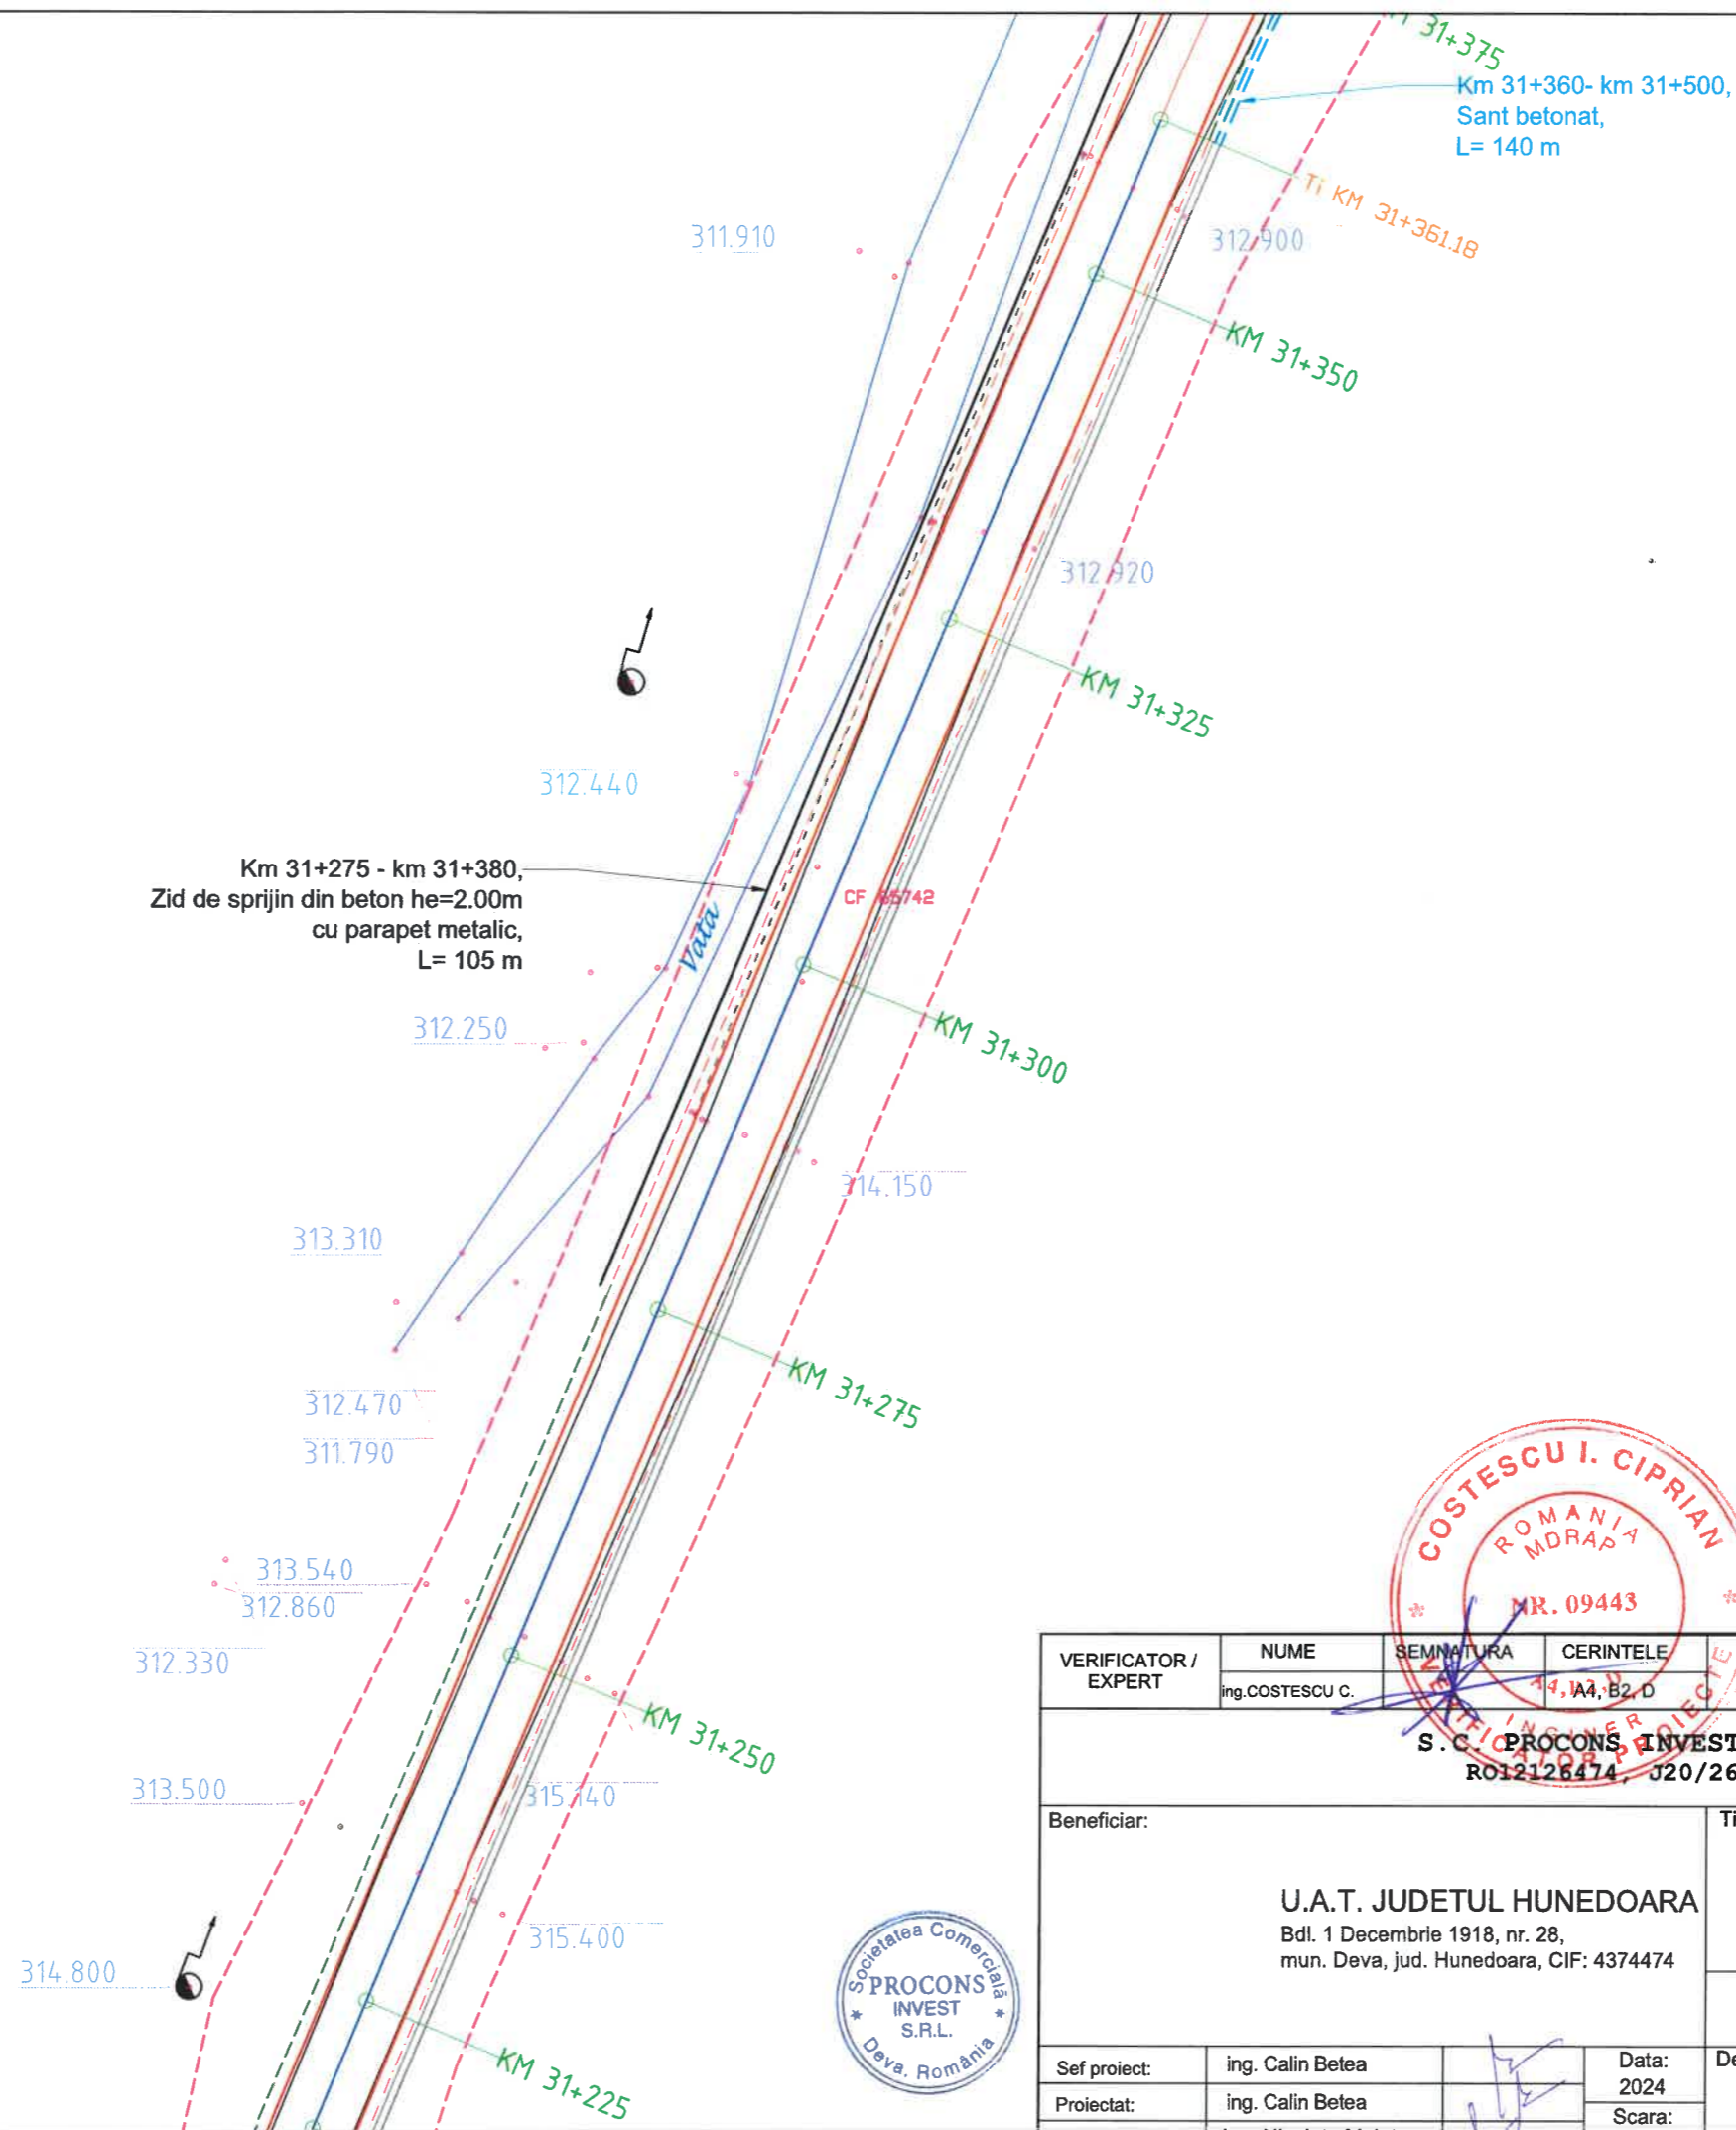 31+375
Km 31+360- km 31+500,
Sant betonat,
L= 140 m
Ti KM 31+361.18
311.910
312.900
KM 31+350
312.920
KM 31+325
312.440
Km 31+275 - km 31+380,
Zid de sprijin din beton he=2.00m
cu parapet metalic,
L= 105 m
CF 65742
Vata
KM 31+300
312.250
314.150
313.310
KM 31+275
312.470
311.790
313.540
312.860
312.330
KM 31+250
313.500
315.140
315.400
314.800
KM 31+225
COSTESCU I. CIPRIAN
ROMANIA
MDRAP
NR. 09443
A4,B2,D
INGINER
VERIFICATOR PROIECTE
VERIFICATOR /
EXPERT
NUME
SEMNATURA
CERINTELE
ing.COSTESCU C.
A4, B2, D
S.C. PROCONS INVEST
RO12126474, J20/26
Beneficiar:
U.A.T. JUDETUL HUNEDOARA
Bdl. 1 Decembrie 1918, nr. 28,
mun. Deva, jud. Hunedoara, CIF: 4374474
Societatea Comercială
PROCONS
INVEST
S.R.L.
Deva, România
Sef proiect:
ing. Calin Betea
Data:
2024
Proiectat:
ing. Calin Betea
Scara: